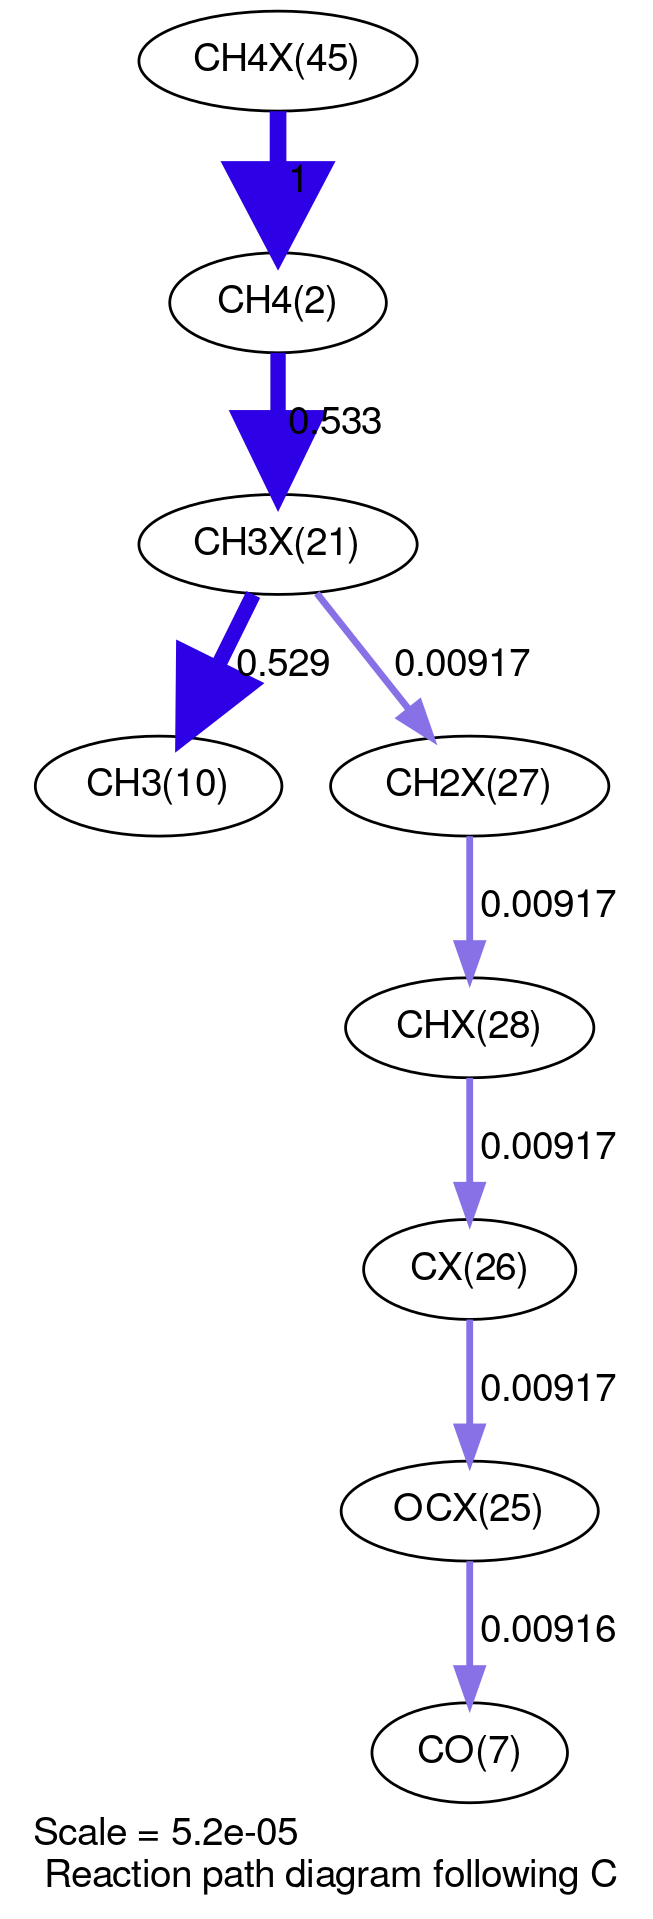 CH4X(45)
1
CH4(2)
0.533
CH3X(21)
0.529
0.00917
CH3(10)
CH2X(27)
0.00917
CHX(28)
0.00917
CX(26)
0.00917
OCX(25)
0.00916
CO(7)
Scale = 5.2e-05
Reaction path diagram following C